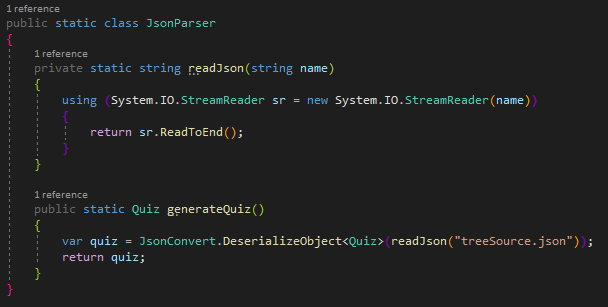 1 reference
public static class JsonParser
{
1 reference
private static string readJson(string name)
{
using (System.IO.StreamReader sr = new System.IO.StreamReader(name))
{
return sr.ReadToEnd();
}
}
1 reference
public static Quiz generateQuiz()
{
var quiz = JsonConvert.DeserializeObject<Quiz>(readJson("treeSource.json"));
return quiz;
}
}